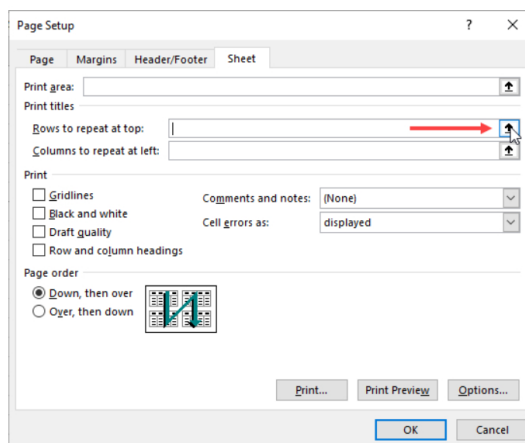 Page Setup ? X
Page Margins Header/Footer Sheet
Print area:
Print titles
Rows to repeat at top:
Columns to repeat at left:
Print
Gridlines
Black and white
Draft quality
Row and column headings
Comments and notes: (None)
Cell errors as: displayed
Page order
Down, then over
Over, then down
Print... Print Preview Options...
OK Cancel